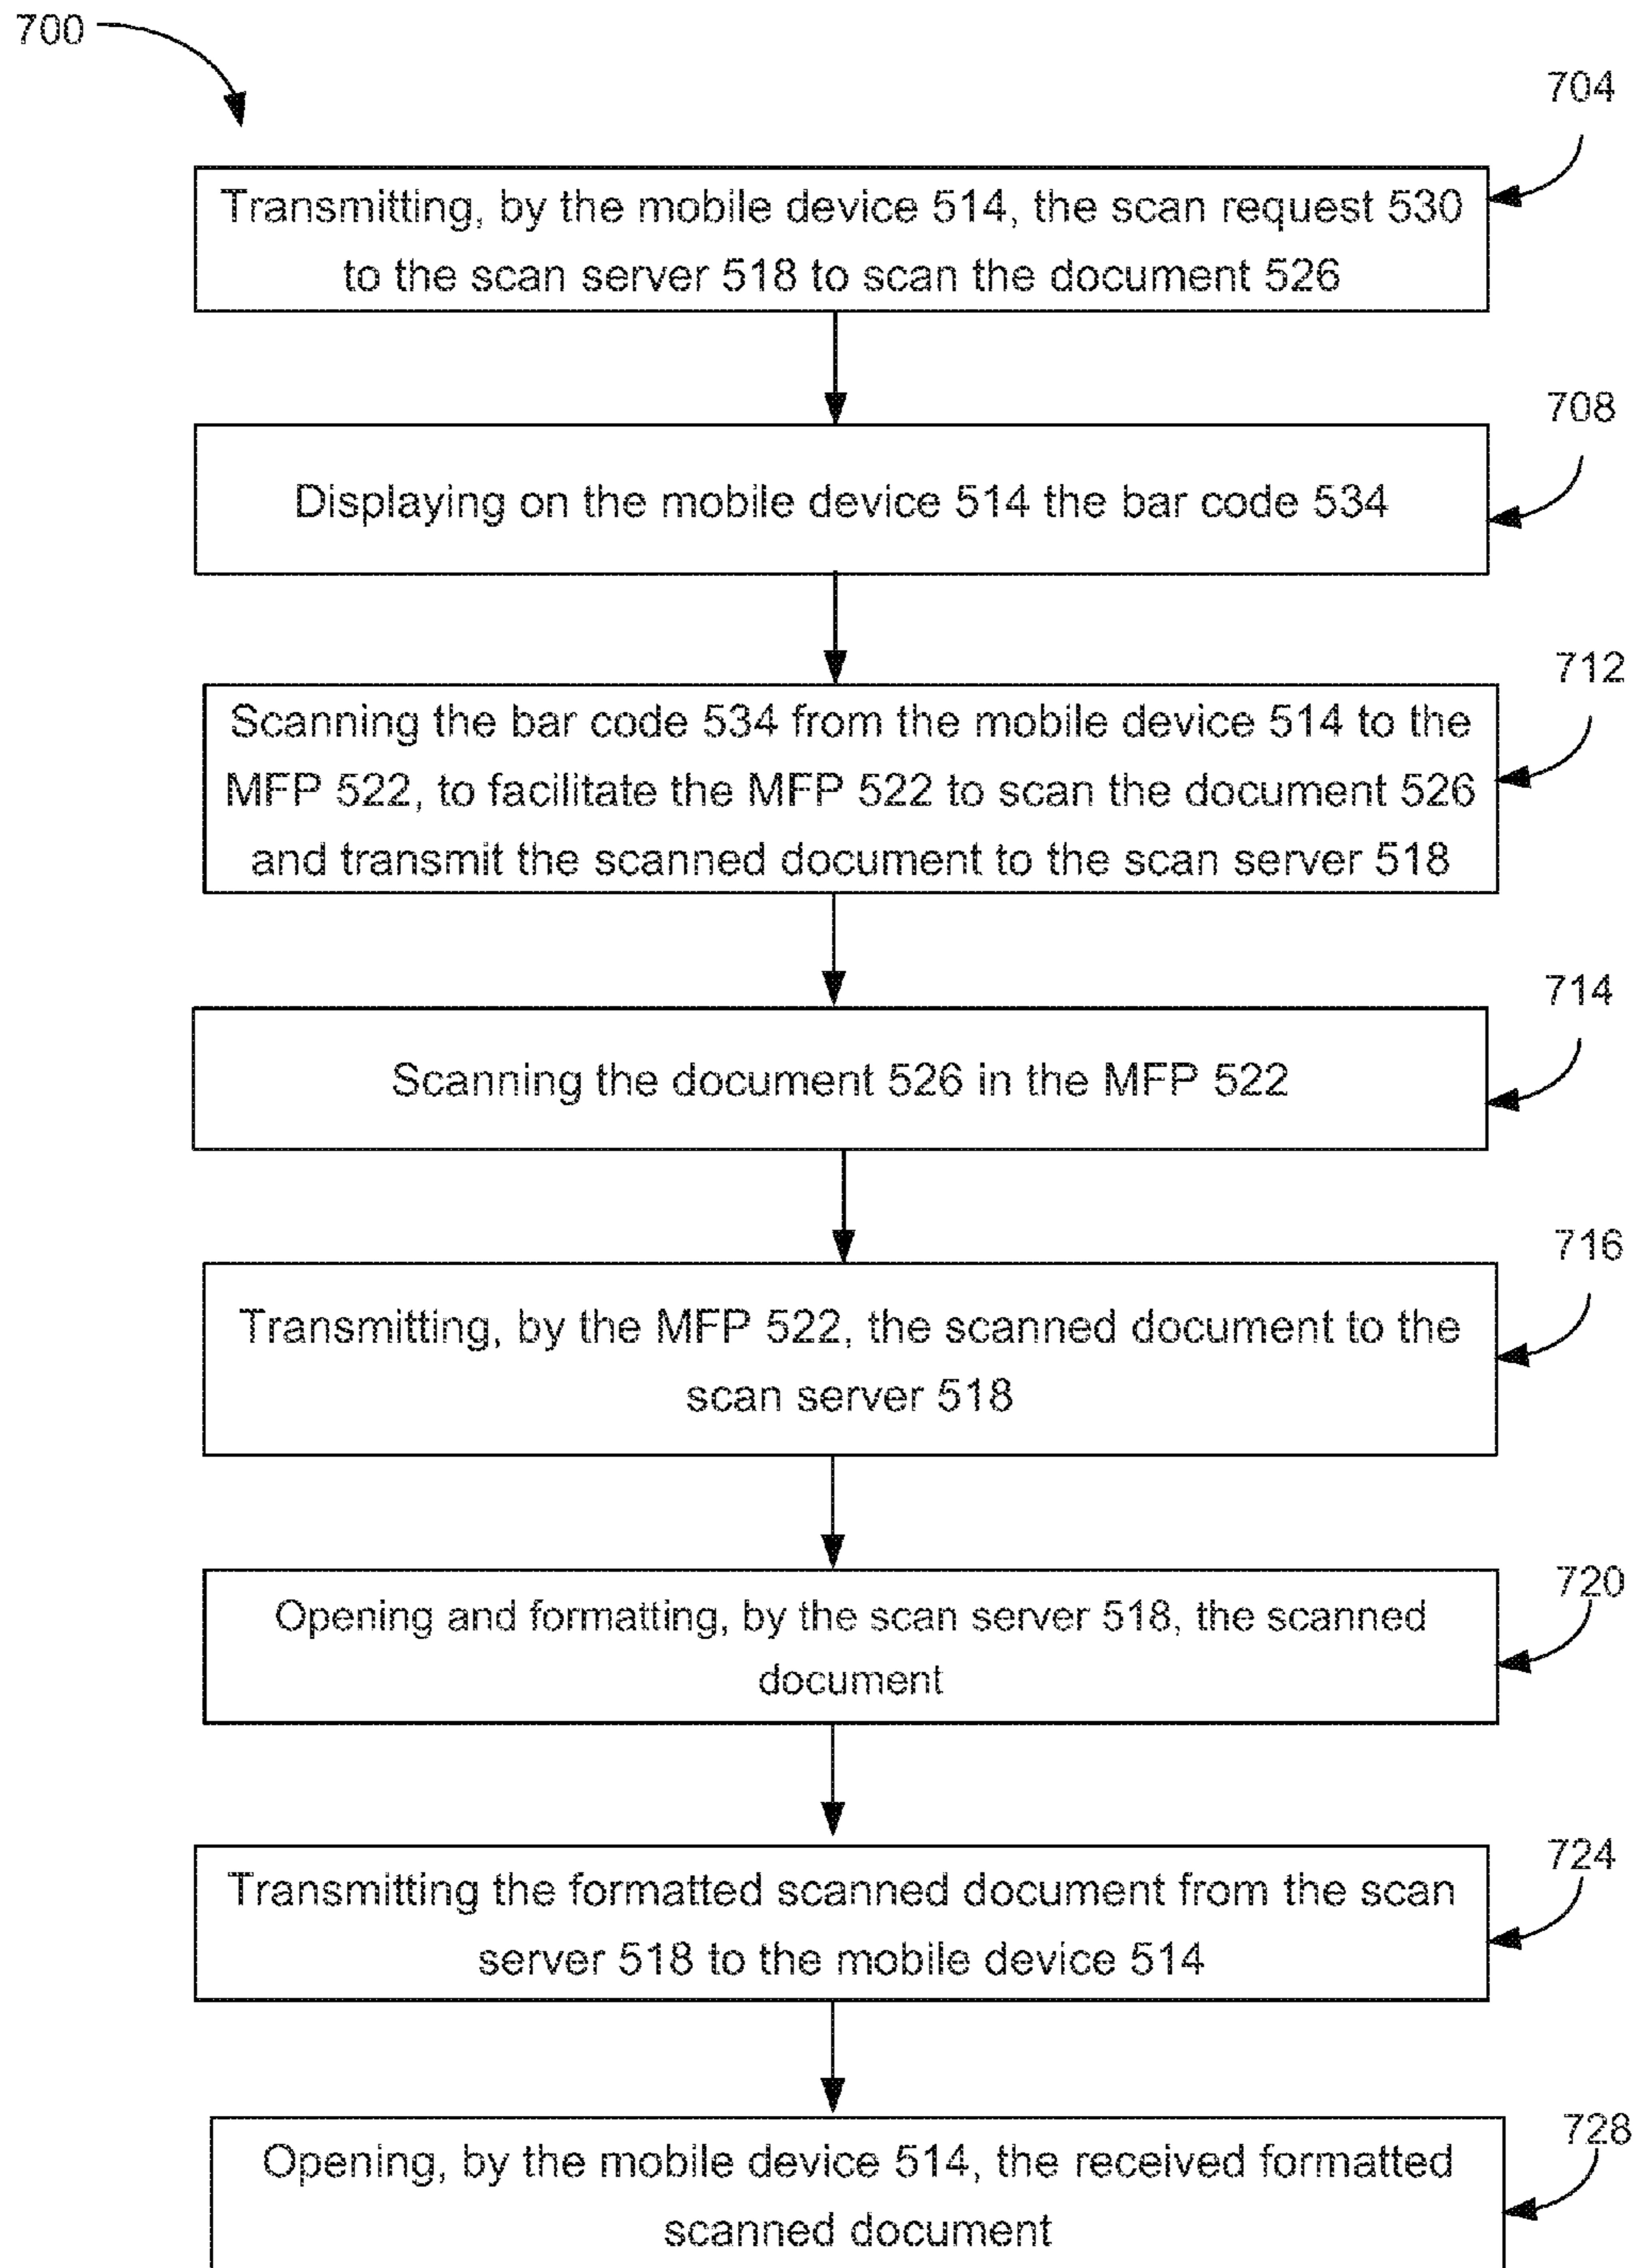 700
704
Transmitting, by the mobile device 514, the scan request 530
to the scan server 518 to scan the document 526
708
Displaying on the mobile device 514 the bar code 534
712
Scanning the bar code 534 from the mobile device 514 to the
MFP 522, to facilitate the MFP 522 to scan the document 526
and transmit the scanned document to the scan server 518
714
Scanning the document 526 in the MFP 522
716
Transmitting, by the MFP 522, the scanned document to the
scan server 518
720
Opening and formatting, by the scan server 518, the scanned
document
724
Transmitting the formatted scanned document from the scan
server 518 to the mobile device 514
728
Opening, by the mobile device 514, the received formatted
scanned document